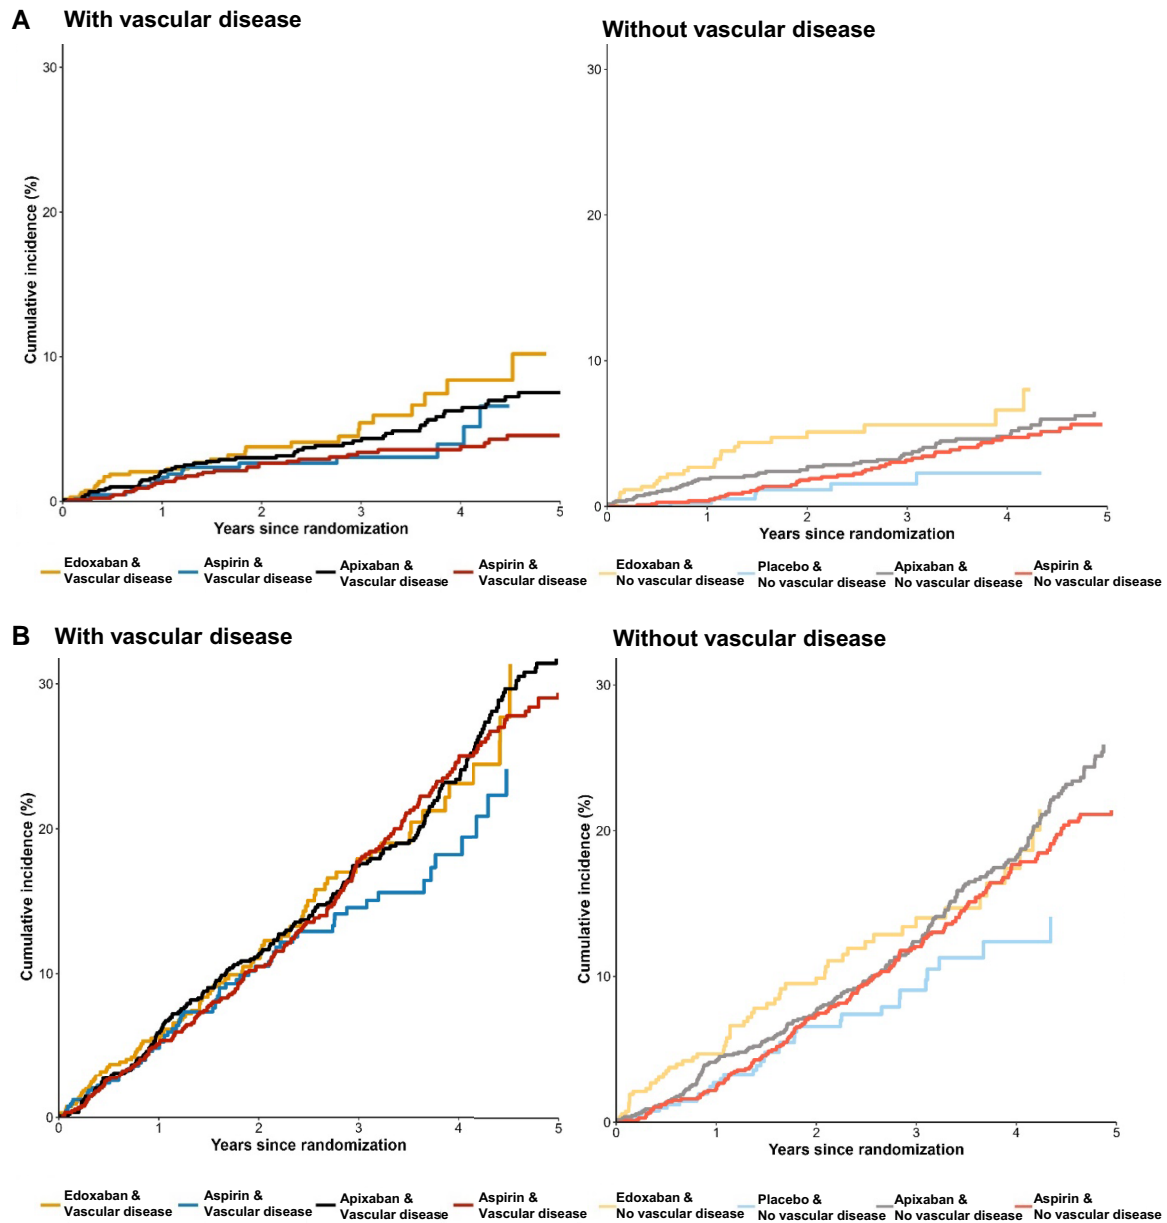 A With vascular disease
Without vascular disease
30
20
10
0
Cumulative incidence (%)
0 1 2 3 4 5
Years since randomization
30
20
10
0
0 1 2 3 4 5
Years since randomization
Edoxaban &
Vascular disease
Aspirin &
Vascular disease
Apixaban &
Vascular disease
Aspirin &
Vascular disease
Edoxaban &
No vascular disease
Placebo &
No vascular disease
Apixaban &
No vascular disease
Aspirin &
No vascular disease
B With vascular disease
Without vascular disease
30
20
10
0
Cumulative incidence (%)
0 1 2 3 4 5
Years since randomization
30
20
10
0
Cumulative incidence (%)
0 1 2 3 4 5
Years since randomization
Edoxaban &
Vascular disease
Aspirin &
Vascular disease
Apixaban &
Vascular disease
Aspirin &
Vascular disease
Edoxaban &
No vascular disease
Placebo &
No vascular disease
Apixaban &
No vascular disease
Aspirin &
No vascular disease